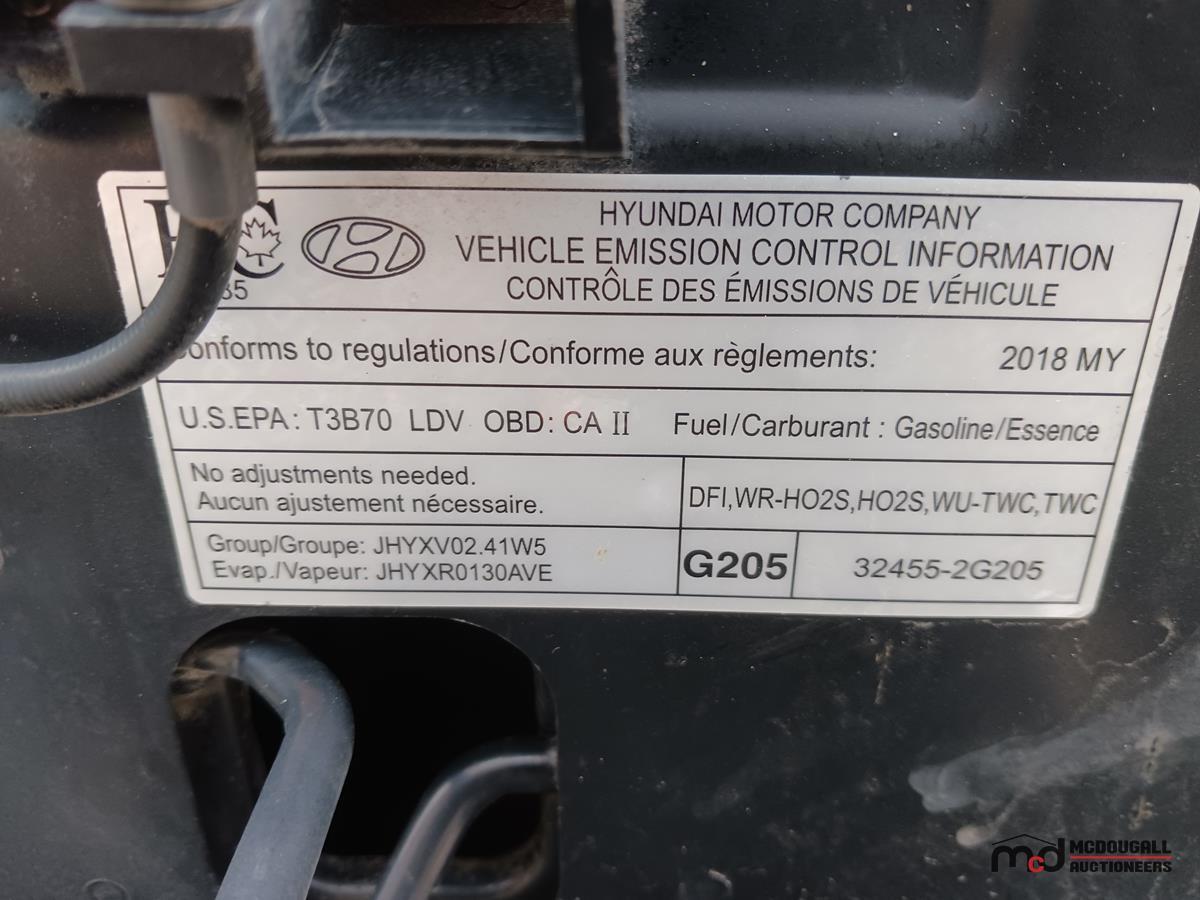 HYUNDAI MOTOR COMPANY
VEHICLE EMISSION CONTROL INFORMATION
CONTRÔLE DES ÉMISSIONS DE VÉHICULE
onforms to regulations/Conforme aux règlements: 2018 MY
U.S.EPA: T3B70 LDV OBD: CA II Fuel/Carburant : Gasoline/Essence
No adjustments needed.
Aucun ajustement nécessaire.
DFI,WR-HO2S,HO2S,WU-TWC,TWC
Group/Groupe: JHYXV02.41W5
Evap./Vapeur: JHYXR0130AVE
G205
32455-2G205
mcd MCDOUGALL
AUCTIONEERS